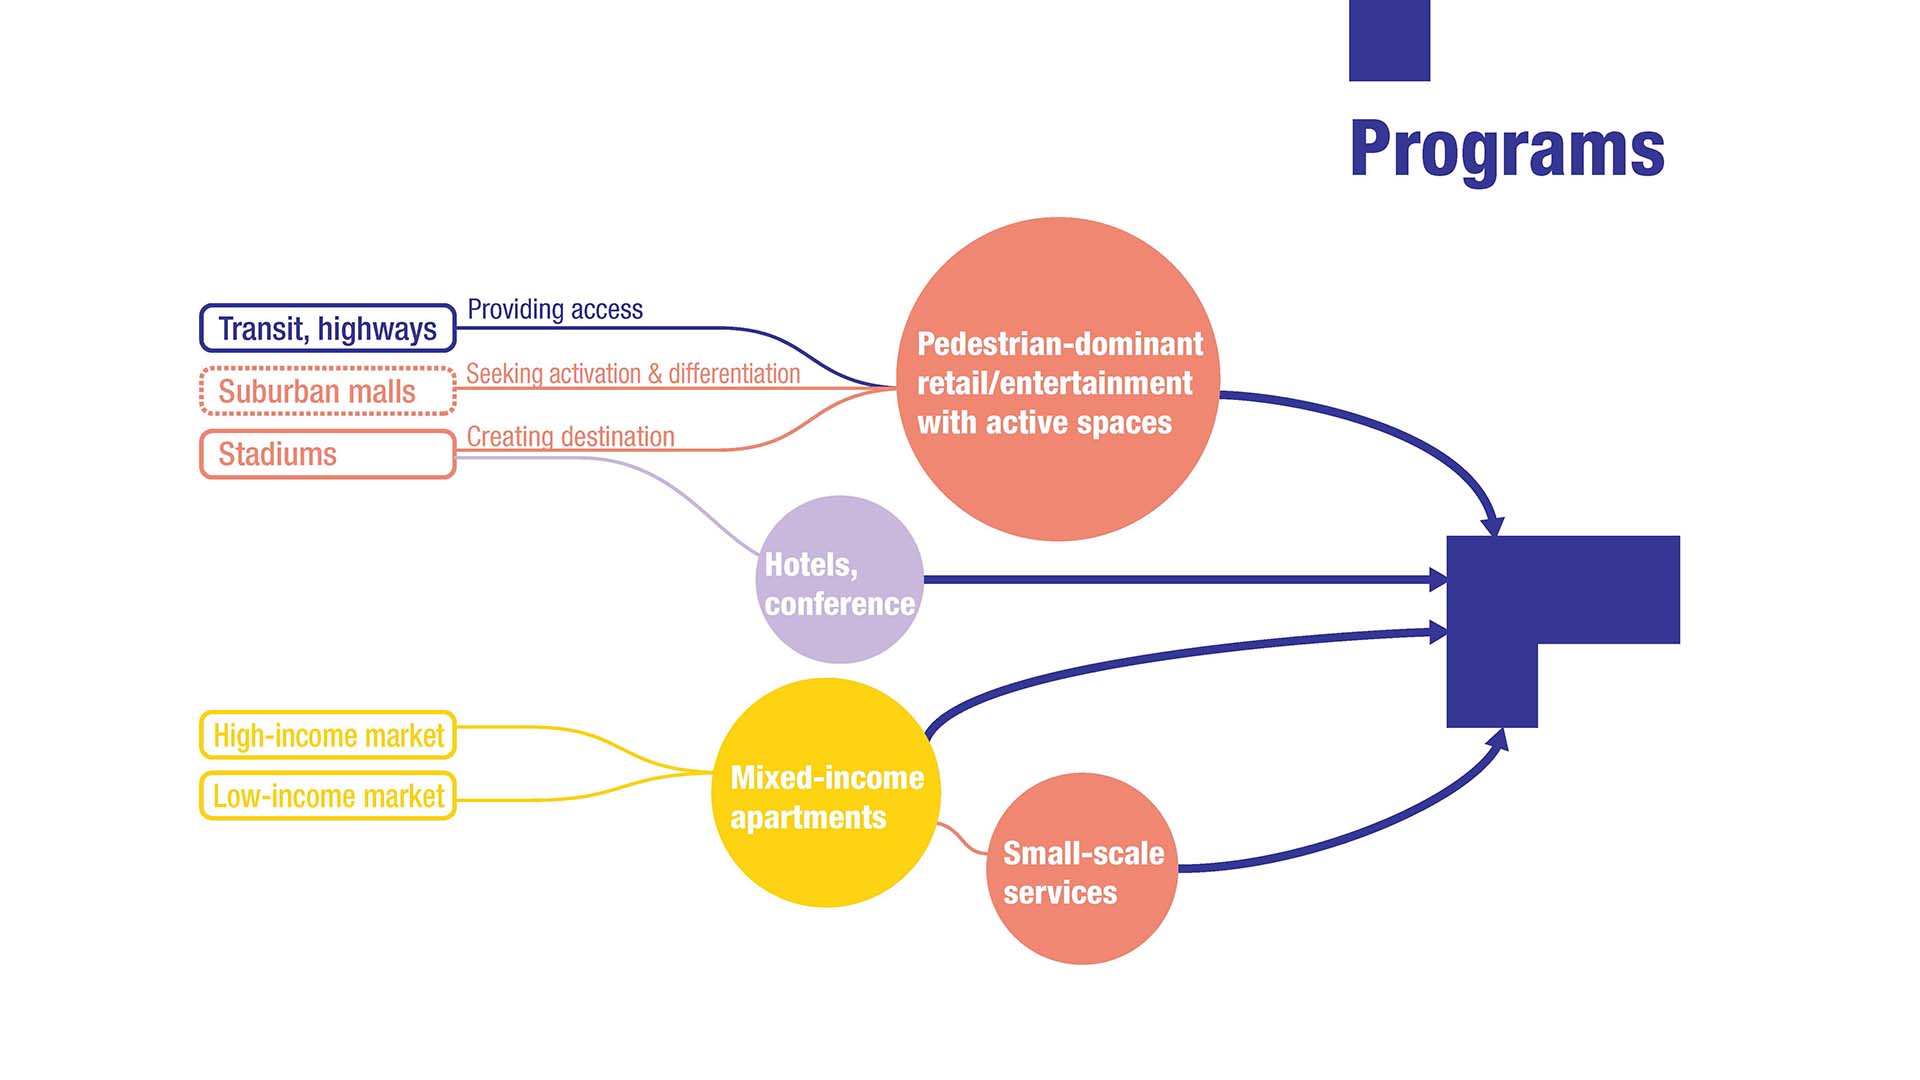 Programs
Providing access
Transit, highways
Seeking activation & differentiation
Suburban malls
Creating destination
Stadiums
Pedestrian-dominant
retail/entertainment
with active spaces
Hotels,
conference
High-income market
Low-income market
Mixed-income
apartments
Small-scale
services